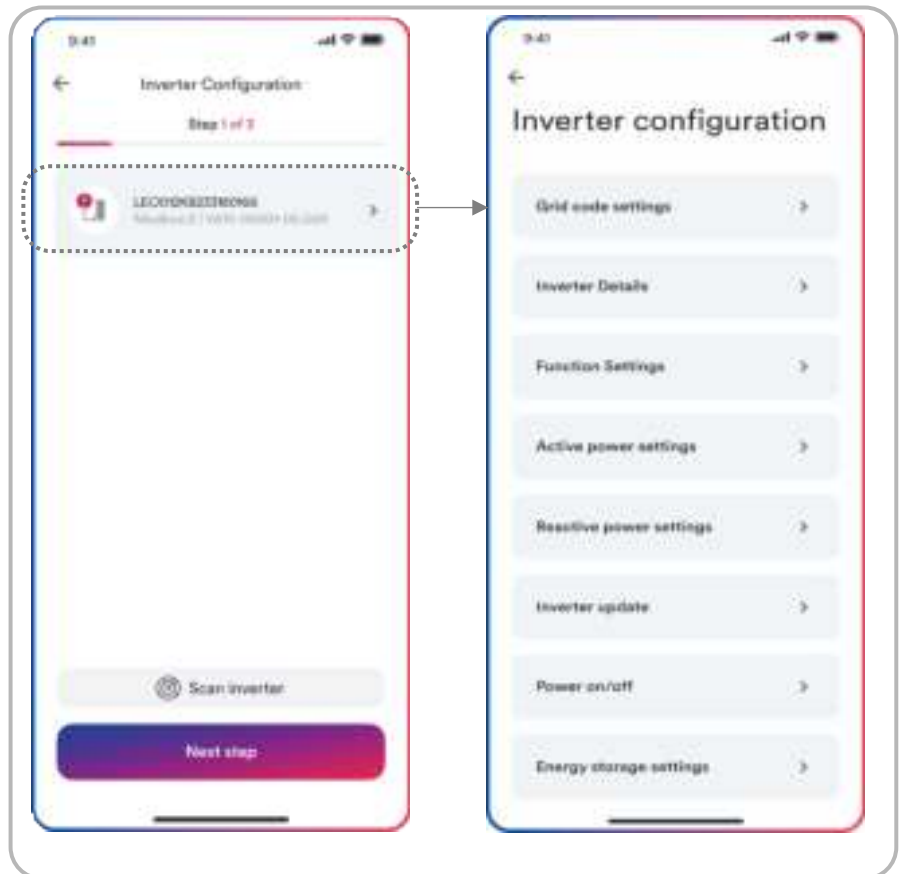 9:41
Inverter Configuration
Step 1 of 3
Scan inverter
Next step
9:41
Inverter configuration
Grid code settings
Inverter Details
Function Settings
Active power settings
Reactive power settings
Inverter update
Power on/off
Energy storage settings